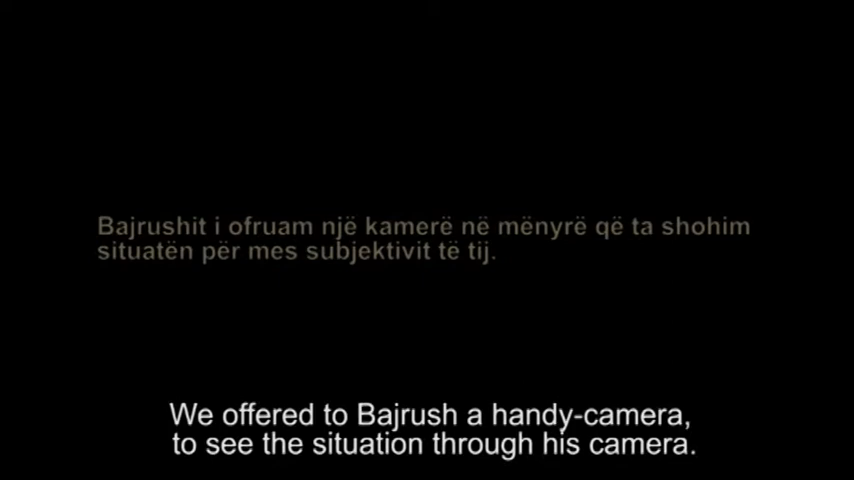 Bajrushit i ofruam një kamerë në mënyrë që ta shohim
situatën për mes subjektivit të tij.
We offered to Bajrush a handy-camera,
to see the situation through his camera.